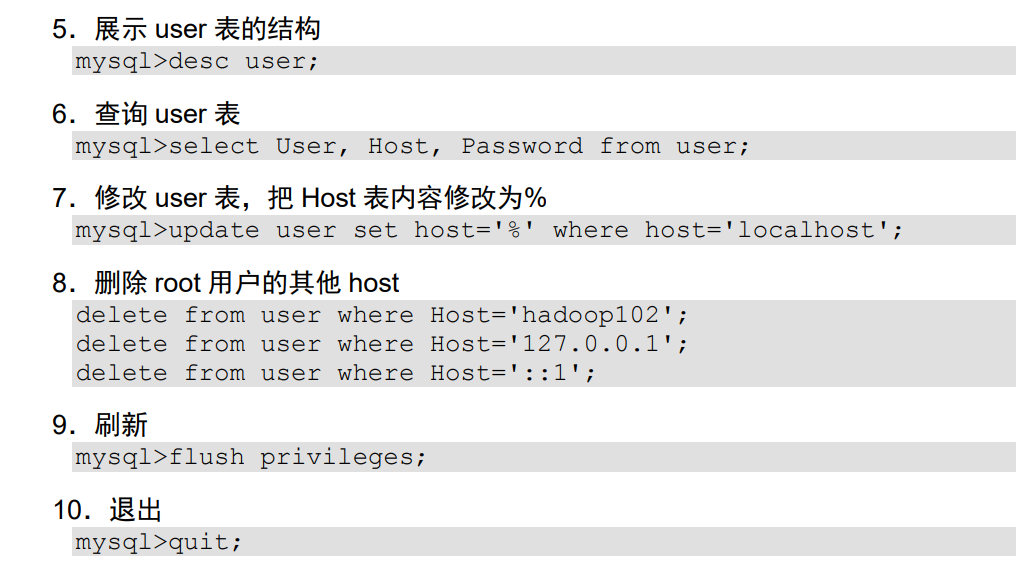 5．展示 user 表的结构
mysql>desc user;
6．查询 user 表
mysql>select User, Host, Password from user;
7．修改 user 表，把 Host 表内容修改为%
mysql>update user set host='%' where host='localhost';
8．删除 root 用户的其他 host
delete from user where Host='hadoop102';
delete from user where Host='127.0.0.1';
delete from user where Host='::1';
9．刷新
mysql>flush privileges;
10．退出
mysql>quit;